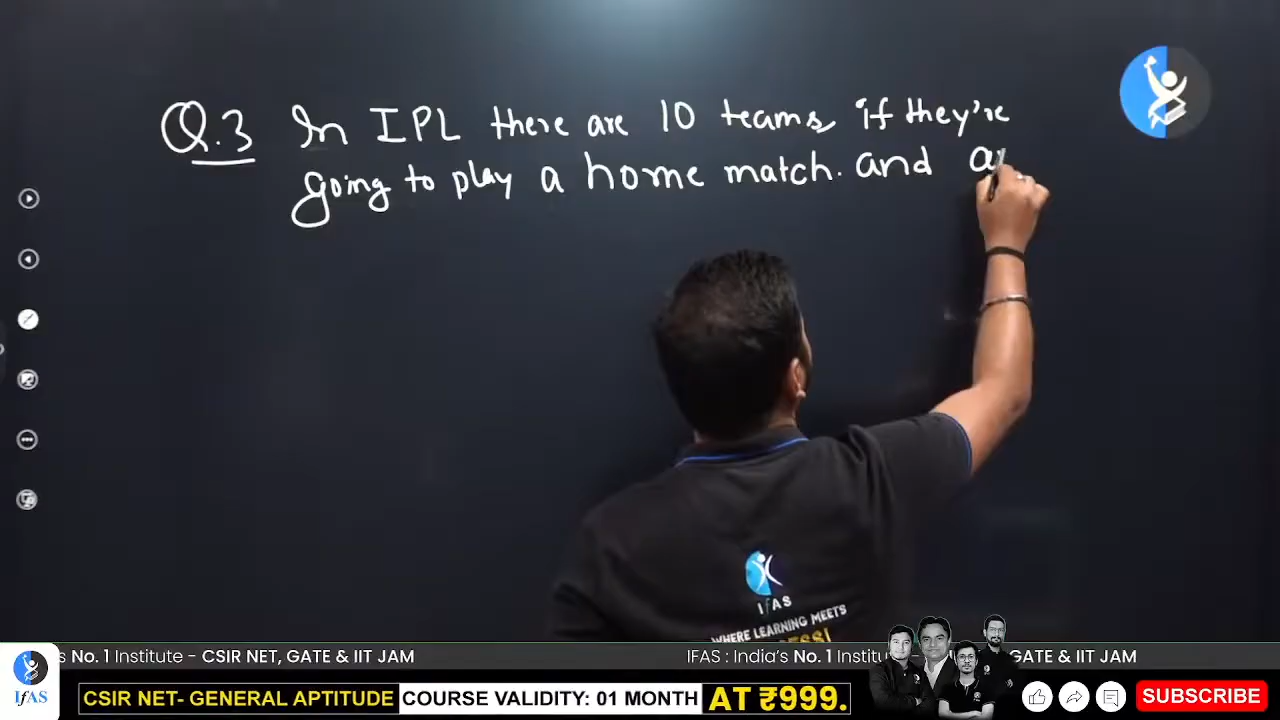 Q.3 In IPL there are 10 teams if they're
going to play a home match. and a
IFAS
WHERE LEARNING MEETS
s No. 1 Institute - CSIR NET, GATE & IIT JAM
IFAS : India's No. 1 Institu
GATE & IIT JAM
IFAS
CSIR NET- GENERAL APTITUDE COURSE VALIDITY: 01 MONTH AT ₹999.
SUBSCRIBE